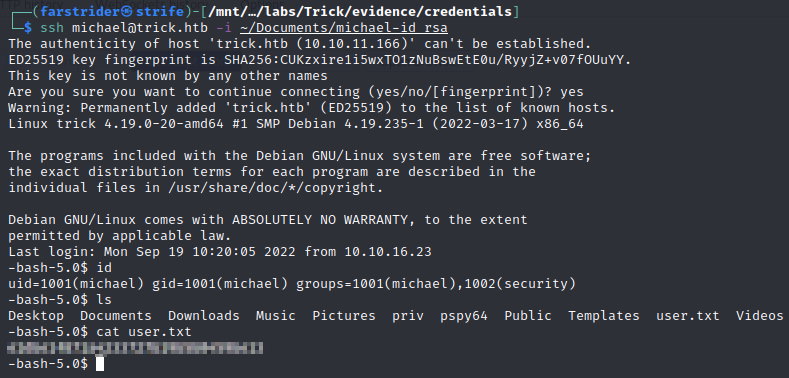 (farstrider㉿strife)-[/mnt/…/labs/Trick/evidence/credentials]
$ ssh michael@trick.htb -i ~/Documents/michael-id_rsa
The authenticity of host 'trick.htb (10.10.11.166)' can't be established.
ED25519 key fingerprint is SHA256:CUKzxire1i5wxTO1zNuBswEtE0u/RyyjZ+v07fOUuYY.
This key is not known by any other names
Are you sure you want to continue connecting (yes/no/[fingerprint])? yes
Warning: Permanently added 'trick.htb' (ED25519) to the list of known hosts.
Linux trick 4.19.0-20-amd64 #1 SMP Debian 4.19.235-1 (2022-03-17) x86_64
The programs included with the Debian GNU/Linux system are free software;
the exact distribution terms for each program are described in the
individual files in /usr/share/doc/*/copyright.
Debian GNU/Linux comes with ABSOLUTELY NO WARRANTY, to the extent
permitted by applicable law.
Last login: Mon Sep 19 10:20:05 2022 from 10.10.16.23
-bash-5.0$ id
uid=1001(michael) gid=1001(michael) groups=1001(michael),1002(security)
-bash-5.0$ ls
Desktop Documents Downloads Music Pictures priv pspy64 Public Templates user.txt Videos
-bash-5.0$ cat user.txt
-bash-5.0$